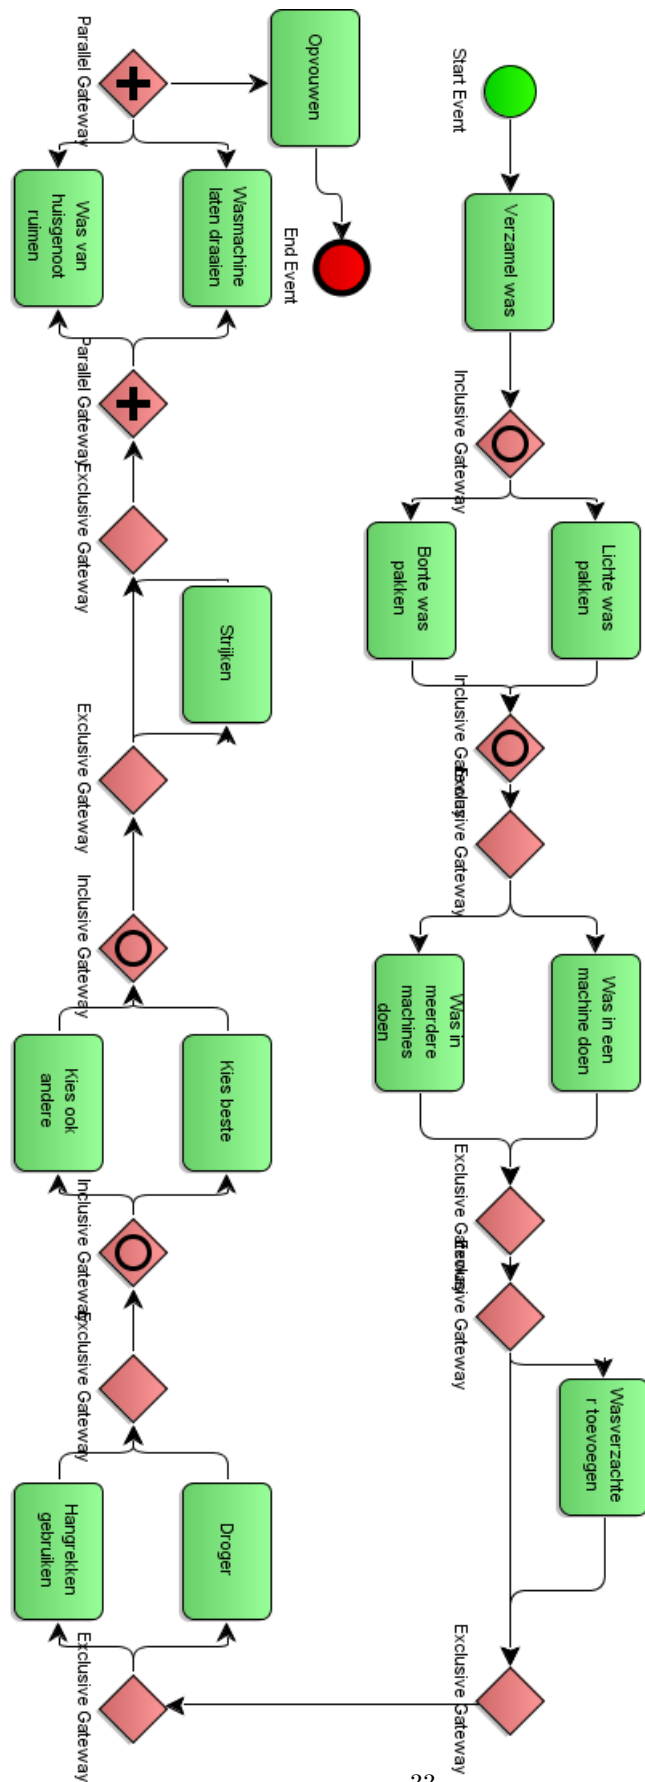 Start Event
Verzamel was
Inclusive Gateway
Lichte was
pakken
Bonte was
pakken
Inclusive Gateway
Exclusive Gateway
Was in een
machine doen
Was in
meerdere
machines
doen
Exclusive Gateway
Exclusive Gateway
Wasverzachte
r toevoegen
Exclusive Gateway
Exclusive Gateway
Droger
Hangrekken
gebruiken
Exclusive Gateway
Inclusive Gateway
Kies beste
Kies ook
andere
Inclusive Gateway
Exclusive Gateway
Strijken
Exclusive Gateway
Parallel Gateway
Wasmachine
laten draaien
Was van
huisgenoot
ruimen
Parallel Gateway
Opvouwen
End Event